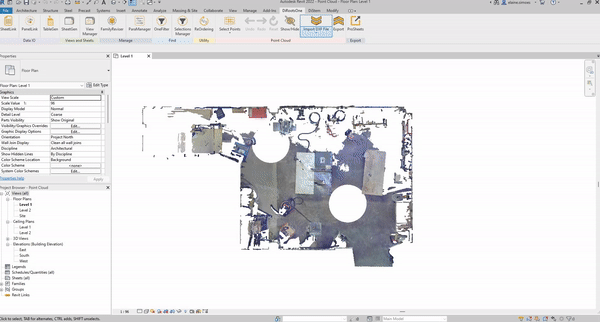 Autodesk Revit 2022 - Point Cloud - Floor Plan: Level 1
File Architecture Structure Steel Precast Systems Insert Annotate Analyze Massing & Site Collaborate View Manage Add-Ins DiRootsOne Modify
SheetLink PointLink TableGen SheetGen View Manager FamilyReviser ParaManager OneFilter Selections Manager ReOrdering Select Points Undo Show/Hide Import DXF File Export ProSheets
Data IO Views and Sheets Manage Find Utility Point Cloud Export
Properties
Level 1
Floor Plan
Floor Plan: Level 1 Edit Type
Graphics
View Scale Custom
Scale Value 1: 96
Display Model Normal
Detail Level Coarse
Parts Visibility Show Original
Visibility/Graphics Overrides Edit...
Graphic Display Options Edit...
Orientation Project North
Wall Join Display Clean all wall joins
Discipline Architectural
Show Hidden Lines By Discipline
Color Scheme Location Background
Color Scheme <none>
System Color Schemes Edit...
Properties help Apply
Project Browser - Point Cloud
Views (all)
Floor Plans
Level 1
Level 2
Site
Ceiling Plans
Level 1
Level 2
3D Views
Elevations (Building Elevation)
East
South
West
Legends
Schedules/Quantities (all)
Sheets (all)
Families
Groups
Revit Links
Click to select, TAB for alternates, CTRL adds, SHIFT unselects.
Main Model